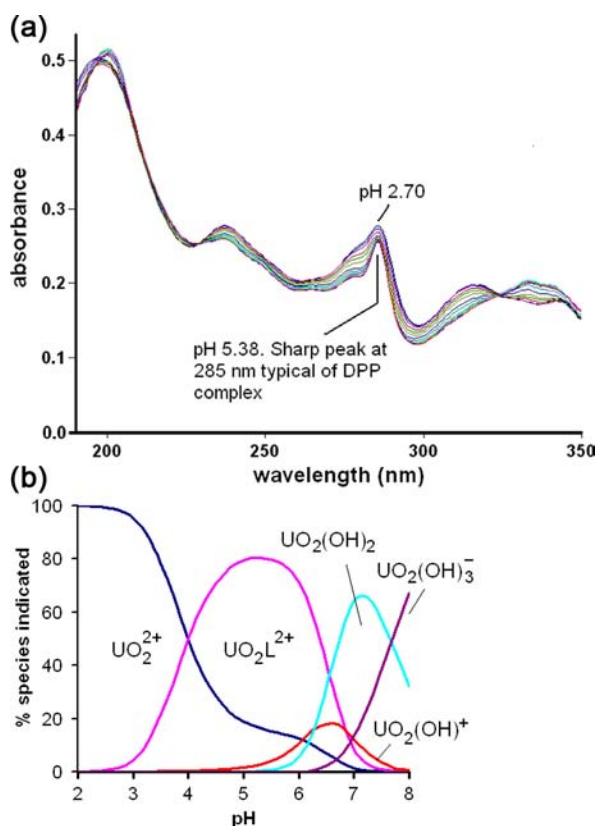 (a)
0.5
0.4
0.3
0.2
0.1
0.0
absorbance
pH 2.70
pH 5.38. Sharp peak at
285 nm typical of DPP
complex
200
250
300
350
wavelength (nm)
(b)
100
80
60
40
20
0
% species indicated
UO₂²⁺
UO₂L²⁺
UO₂(OH)₂
UO₂(OH)₃⁻
UO₂(OH)⁺
2
3
4
5
6
7
8
pH